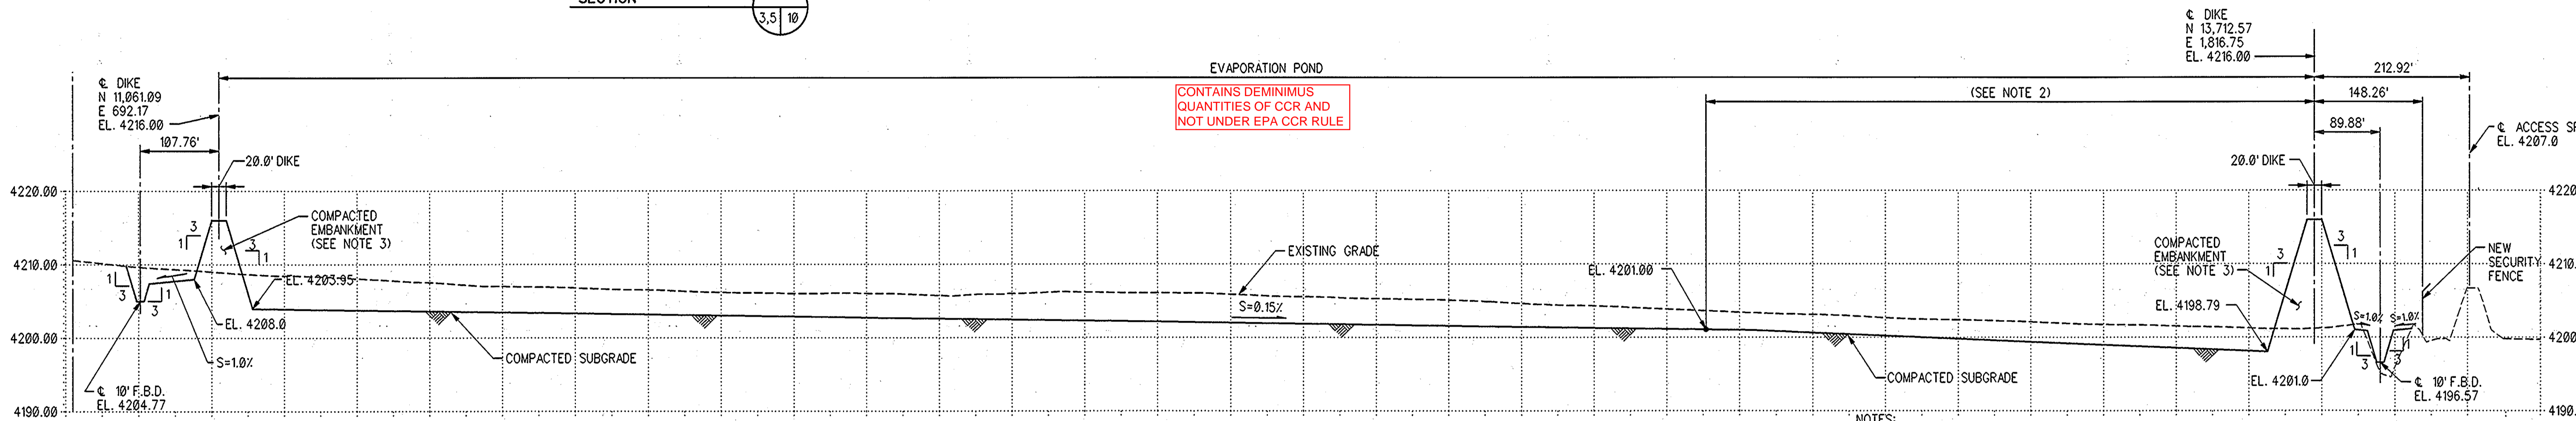 SECTION
3,5 10
℄ DIKE
N 11,061.09
E 692.17
EL. 4216.00
107.76'
20.0' DIKE
EVAPORATION POND
CONTAINS DEMINIMUS
QUANTITIES OF CCR AND
NOT UNDER EPA CCR RULE
(SEE NOTE 2)
℄ DIKE
N 13,712.57
E 1,816.75
EL. 4216.00
212.92'
148.26'
89.88'
℄ ACCESS
EL. 4207.0
20.0' DIKE
4220.00
4210.00
4200.00
4190.00
COMPACTED
EMBANKMENT
(SEE NOTE 3)
3
1
3
1
1
3
3
1
EL. 4203.95
EL. 4208.0
S=1.0%
℄ 10' F.B.D.
EL. 4204.77
COMPACTED SUBGRADE
EXISTING GRADE
S=0.15%
EL. 4201.00
COMPACTED SUBGRADE
COMPACTED
EMBANKMENT
(SEE NOTE 3)
1
3
3
1
EL. 4198.79
S=1.0%
S=1.0%
1
3
1
3
EL. 4201.0
℄ 10' F.B.D.
EL. 4196.57
NEW
SECURITY
FENCE
4220
4210.
4200
4190.
NOTES: